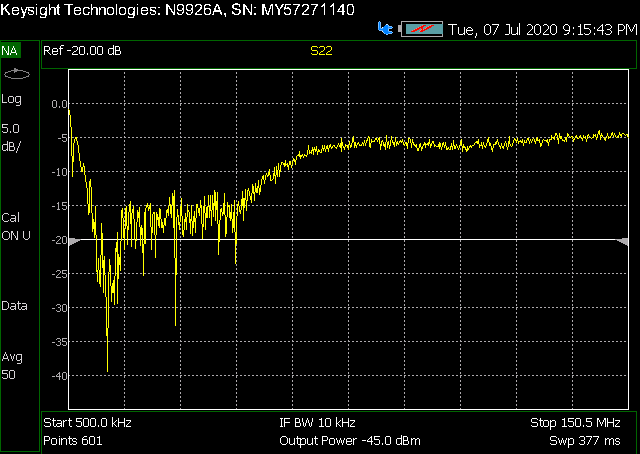 Keysight Technologies: N9926A, SN: MY57271140
Tue, 07 Jul 2020 9:15:43 PM
NA
Ref -20.00 dB
S22
Log
5.0
dB/
Cal
ON U
Data
Avg
50
0.0
-5
-10
-15
-20
-25
-30
-35
-40
Start 500.0 kHz
IF BW 10 kHz
Stop 150.5 MHz
Points 601
Output Power -45.0 dBm
Swp 377 ms